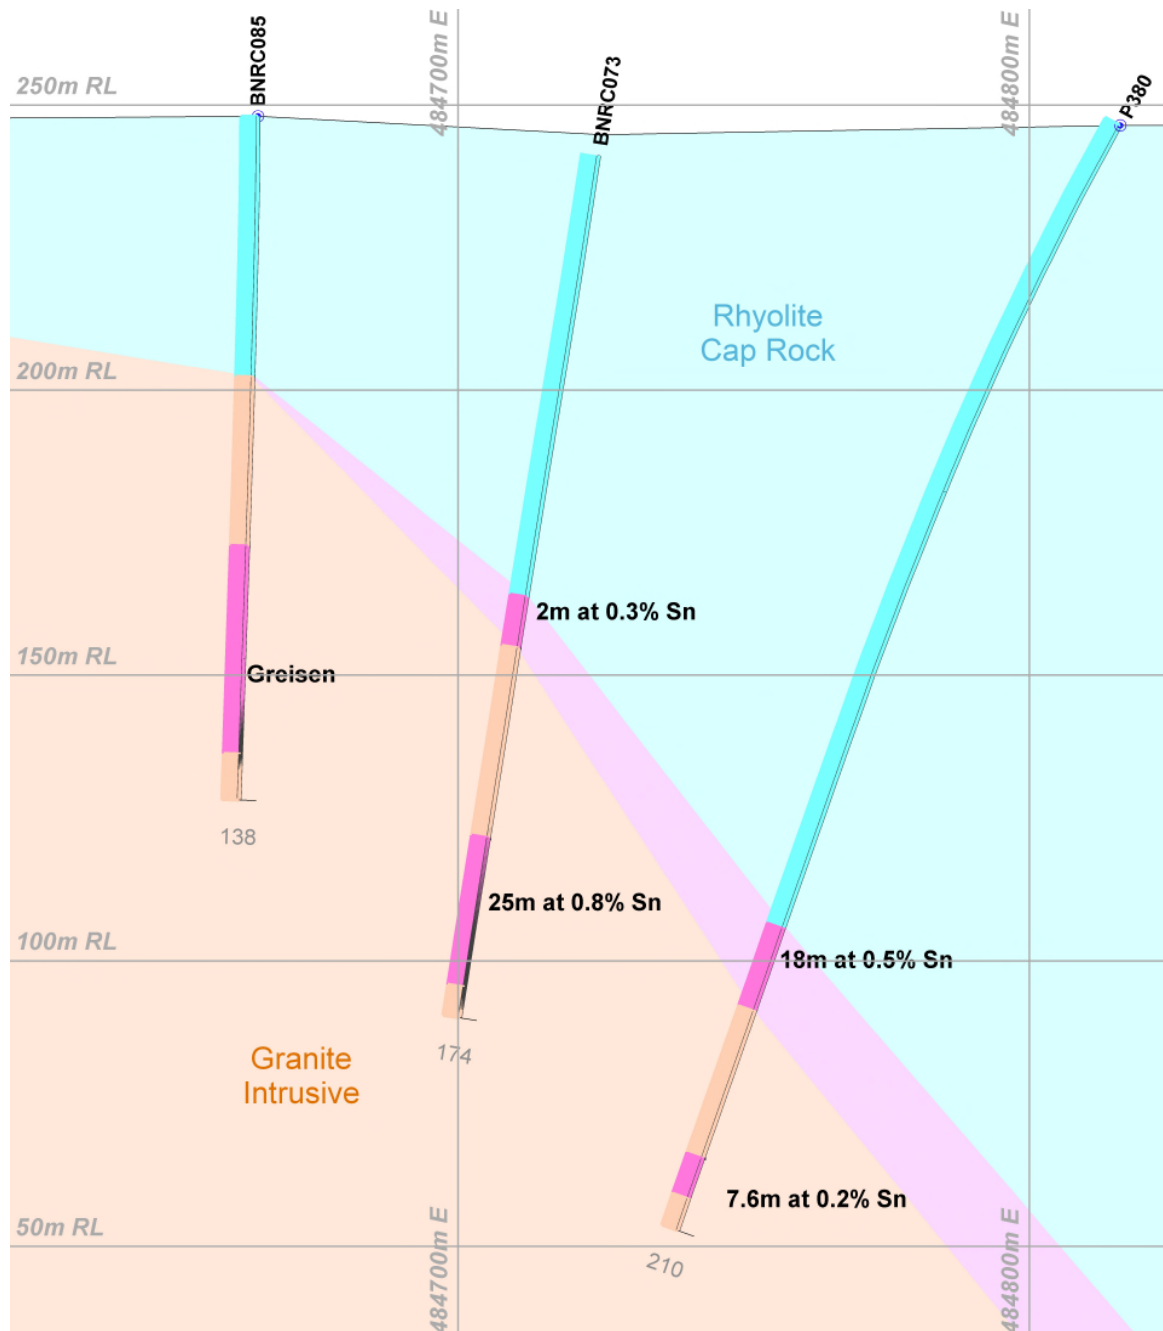 BNRC085
484700m E
BNRC073
484800m E
P380
250m RL
Rhyolite
Cap Rock
200m RL
2m at 0.3% Sn
150m RL
Greisen
138
25m at 0.8% Sn
100m RL
18m at 0.5% Sn
174
Granite
Intrusive
7.6m at 0.2% Sn
50m RL
484700m E
210
484800m E